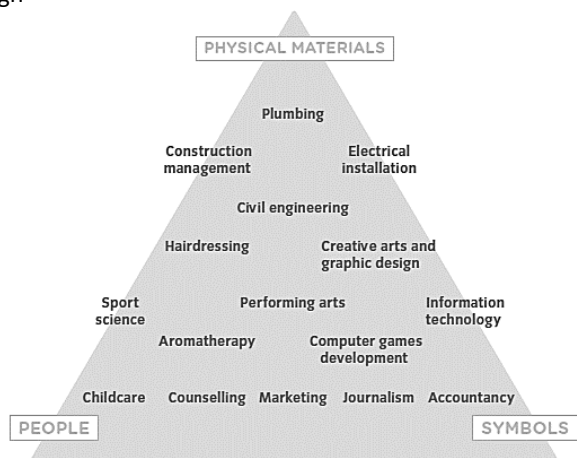 PHYSICAL MATERIALS
Plumbing
Construction
management
Electrical
installation
Civil engineering
Hairdressing
Creative arts and
graphic design
Sport
science
Performing arts
Information
technology
Aromatherapy
Computer games
development
Childcare
Counselling
Marketing
Journalism
Accountancy
PEOPLE
SYMBOLS